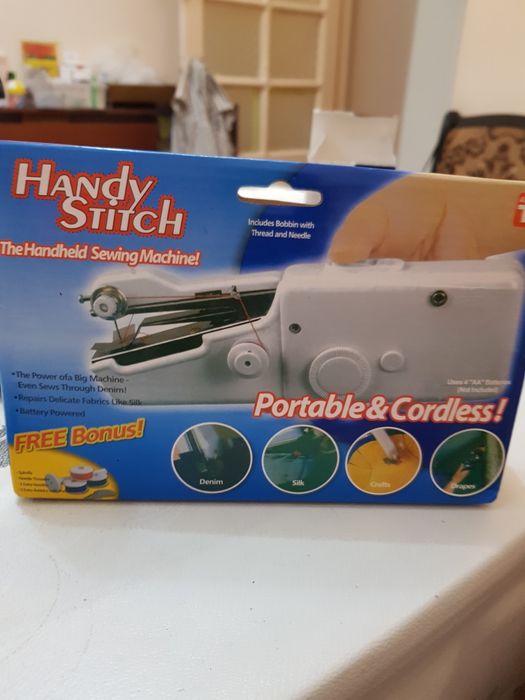 HANDY
STITCH
The Handheld Sewing Machine!
Includes Bobbin with
Thread and Needle
•The Power ofa Big Machine -
Even Sews Through Denim!
•Repairs Delicate Fabrics Like Silk
•Battery Powered
Uses 4 "AA" Batteries
(Not Included)
Portable & Cordless!
FREE Bonus!
Denim
Silk
Crafts
Drapes